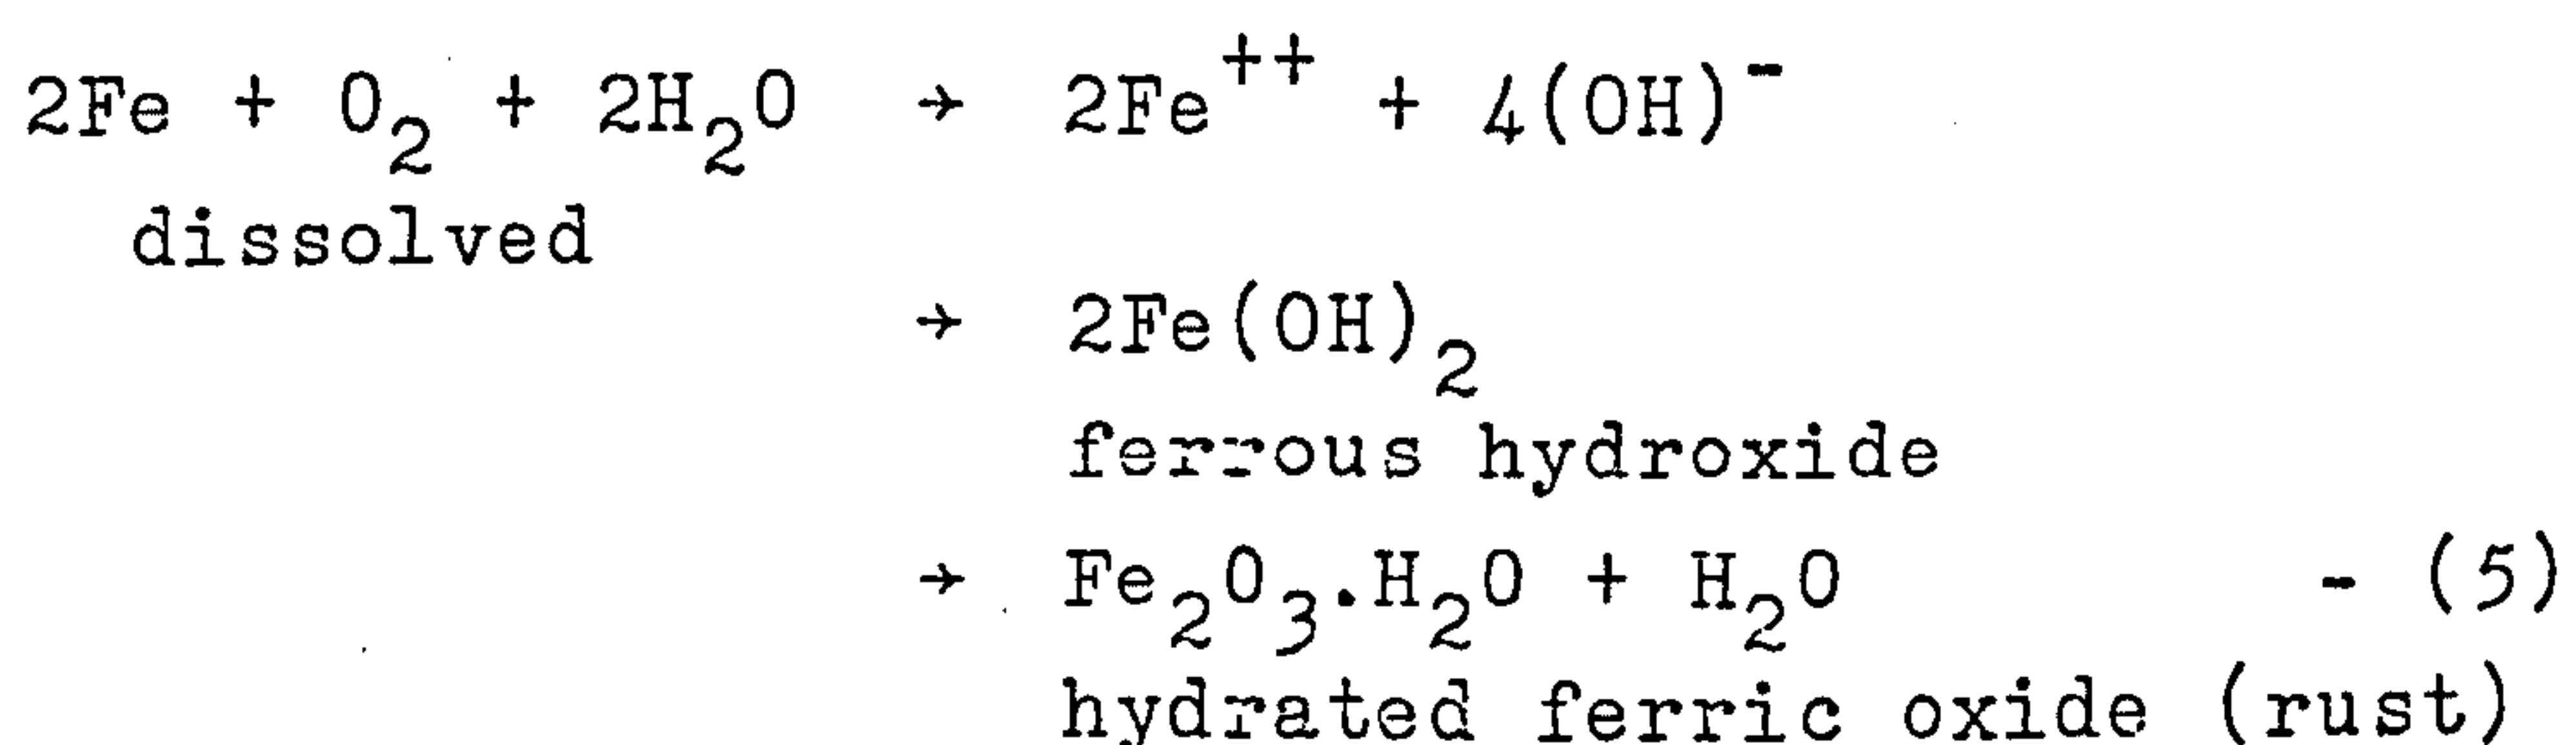 2Fe + O₂ + 2H₂O → 2Fe⁺⁺ + 4(OH)⁻
dissolved
→ 2Fe(OH)₂
ferrous hydroxide
→ Fe₂O₃.H₂O + H₂O - (5)
hydrated ferric oxide (rust)